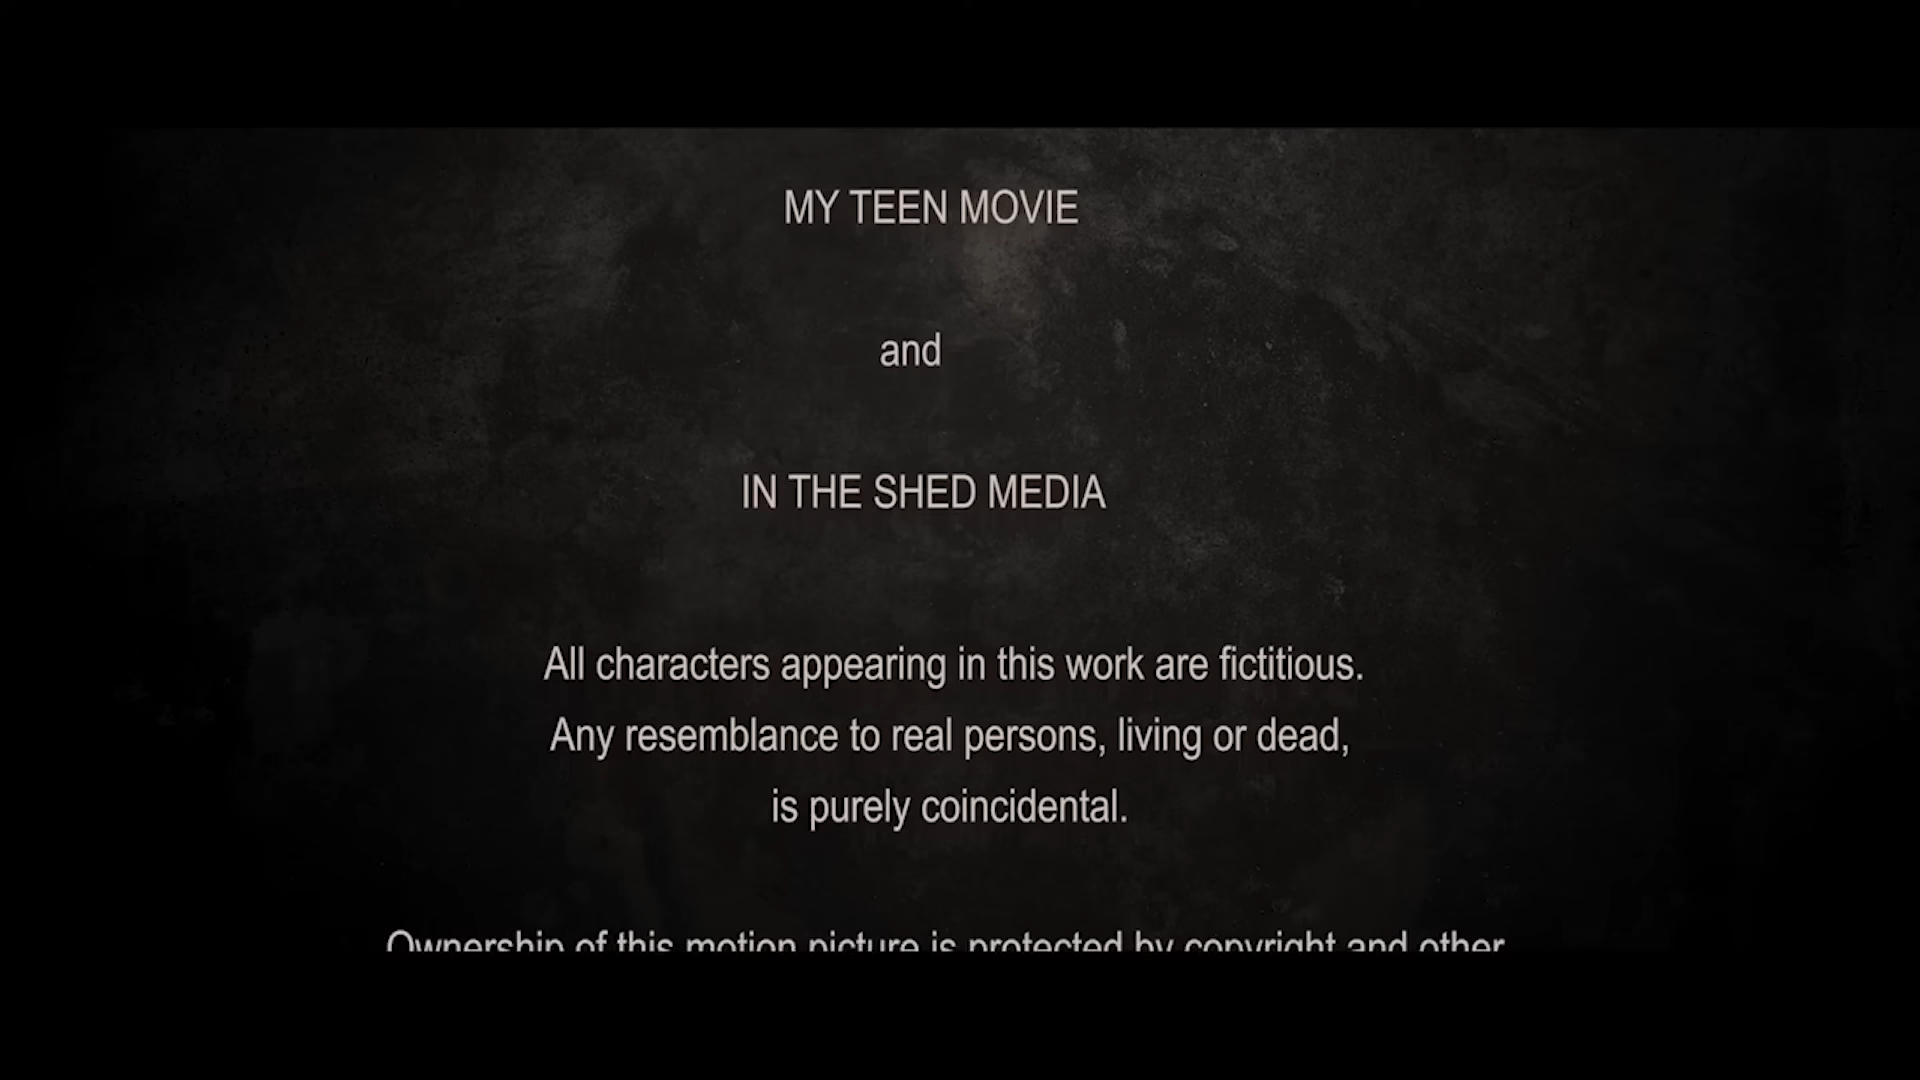 MY TEEN MOVIE
and
IN THE SHED MEDIA
All characters appearing in this work are fictitious.
Any resemblance to real persons, living or dead,
is purely coincidental.
Ownership of this motion picture is protected by copyright and other